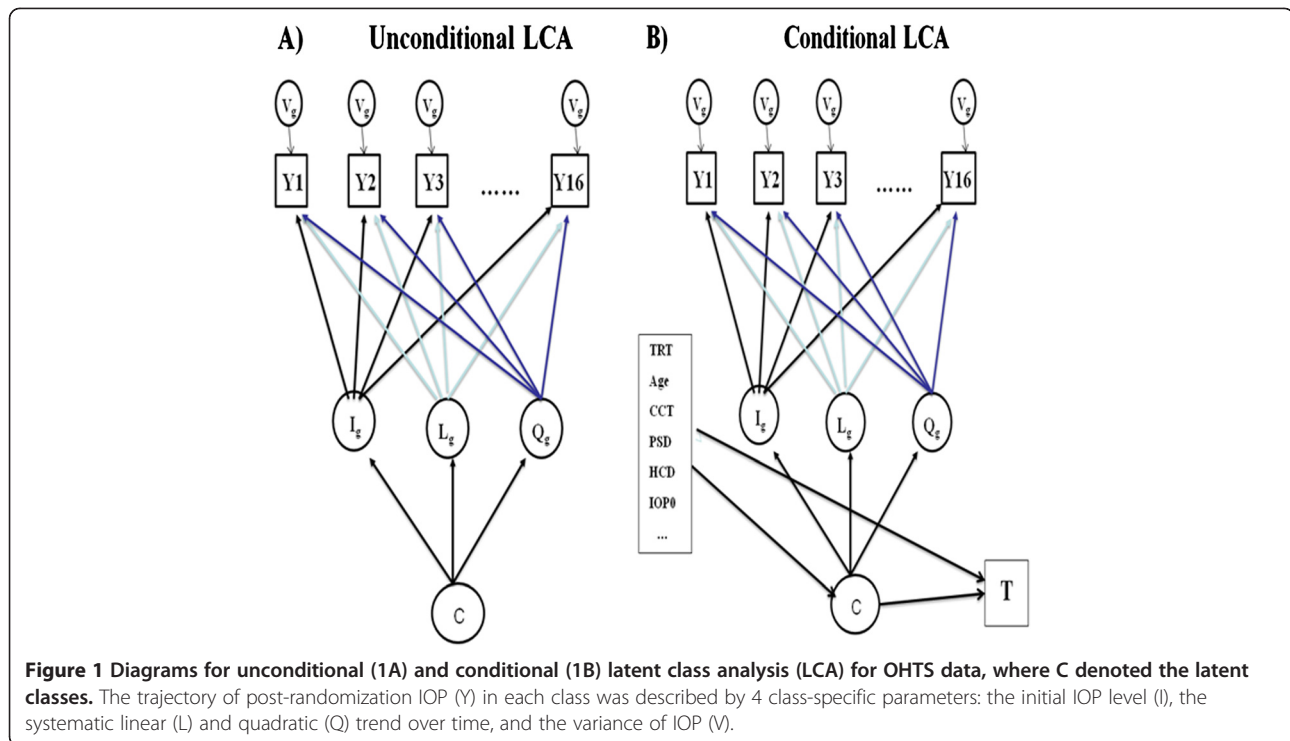 A) Unconditional LCA B) Conditional LCA
Vg Vg Vg Vg Vg Vg Vg Vg
Y1 Y2 Y3 ...... Y16 Y1 Y2 Y3 ...... Y16
TRT
Age
CCT
PSD
HCD
IOP0
...
Ig Lg Qg Ig Lg Qg
C C T
Figure 1 Diagrams for unconditional (1A) and conditional (1B) latent class analysis (LCA) for OHTS data, where C denoted the latent
classes. The trajectory of post-randomization IOP (Y) in each class was described by 4 class-specific parameters: the initial IOP level (I), the
systematic linear (L) and quadratic (Q) trend over time, and the variance of IOP (V).